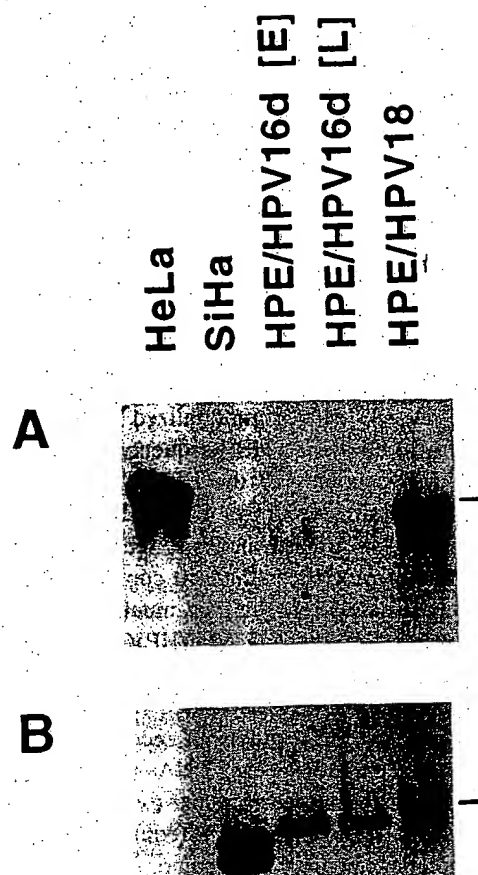 HeLa
SiHa
HPE/HPV16d [E]
HPE/HPV16d [L]
HPE/HPV18
A
B